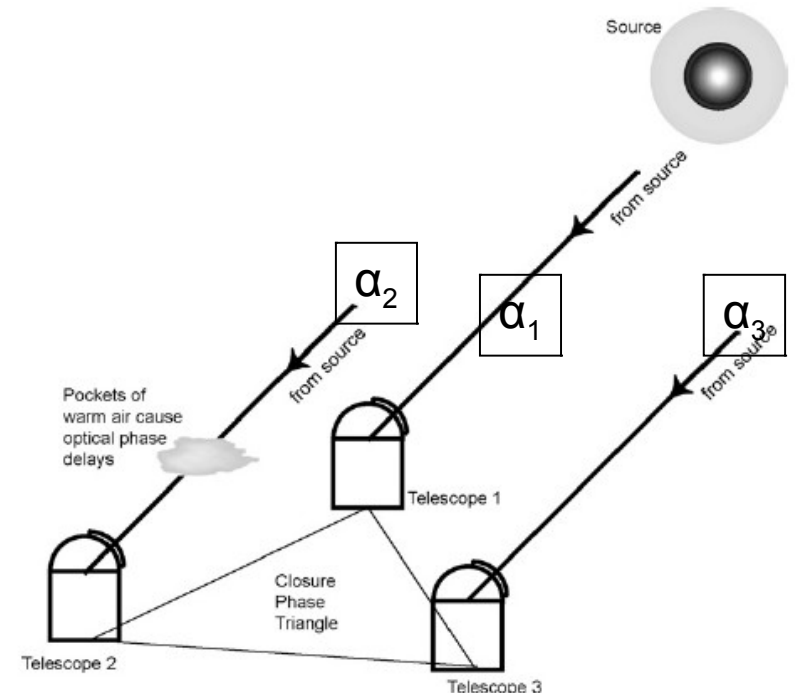 Source
from source
α₂
α₁
α₃
from source
from source
Pockets of
warm air cause
optical phase
delays
Telescope 1
Closure
Phase
Triangle
Telescope 2
Telescope 3